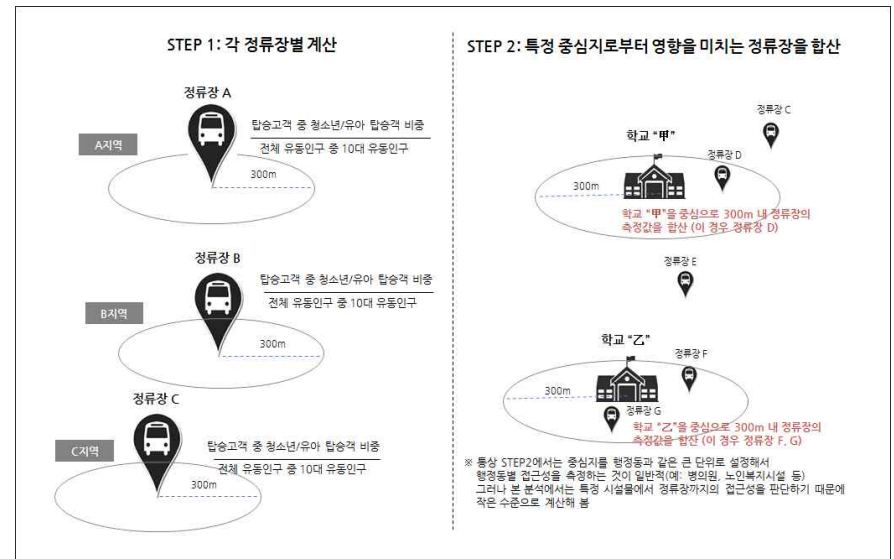 STEP 1: 각 정류장별 계산
정류장 A
A지역
탑승고객 중 청소년/유아 탑승객 비중
전체 유동인구 중 10대 유동인구
300m
정류장 B
B지역
탑승고객 중 청소년/유아 탑승객 비중
전체 유동인구 중 10대 유동인구
300m
정류장 C
C지역
탑승고객 중 청소년/유아 탑승객 비중
전체 유동인구 중 10대 유동인구
300m
STEP 2: 특정 중심지로부터 영향을 미치는 정류장을 합산
정류장 C
학교 "甲"
정류장 D
300m
학교 "甲"을 중심으로 300m 내 정류장의
측정값을 합산 (이 경우 정류장 D)
정류장 E
학교 "乙"
정류장 F
300m
정류장 G
학교 "乙"을 중심으로 300m 내 정류장의
측정값을 합산 (이 경우 정류장 F, G)
※ 통상 STEP2에서는 중심지를 행정동과 같은 큰 단위로 설정해서
행정동별 접근성을 측정하는 것이 일반적(예: 병의원, 노인복지시설 등)
그러나 본 분석에서는 특정 시설물에서 정류장까지의 접근성을 판단하기 때문에
작은 수준으로 계산해 봄